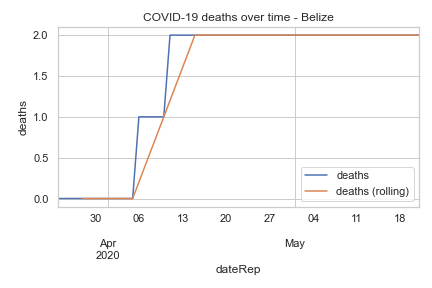 COVID-19 deaths over time - Belize
deaths
2.0
1.5
1.0
0.5
0.0
deaths
deaths (rolling)
30 06 13 20 27 04 11 18
Apr May
2020
dateRep